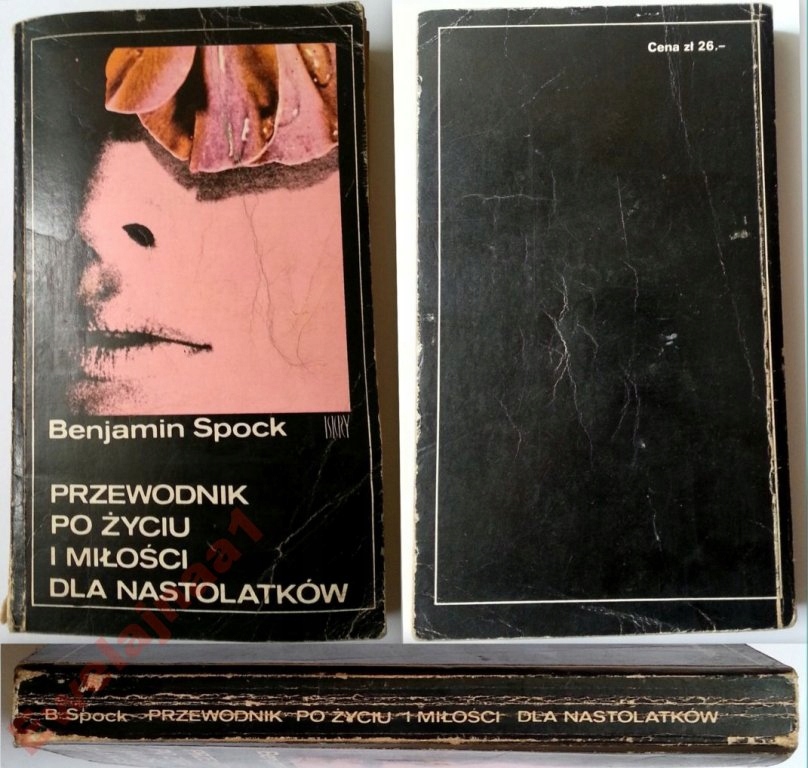 Benjamin Spock
ISKRY
PRZEWODNIK
PO ŻYCIU
I MIŁOŚCI
DLA NASTOLATKÓW
Cena zł 26,–
B. Spock PRZEWODNIK PO ŻYCIU I MIŁOŚCI DLA NASTOLATKÓW